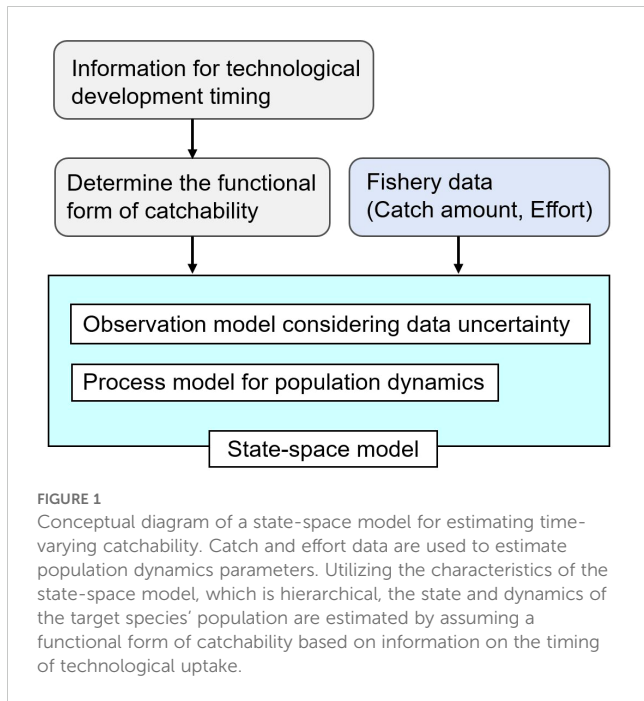 Information for technological
development timing
Determine the functional
form of catchability
Fishery data
(Catch amount, Effort)
Observation model considering data uncertainty
Process model for population dynamics
State-space model
FIGURE 1
Conceptual diagram of a state-space model for estimating time-
varying catchability. Catch and effort data are used to estimate
population dynamics parameters. Utilizing the characteristics of the
state-space model, which is hierarchical, the state and dynamics of
the target species’ population are estimated by assuming a
functional form of catchability based on information on the timing
of technological uptake.